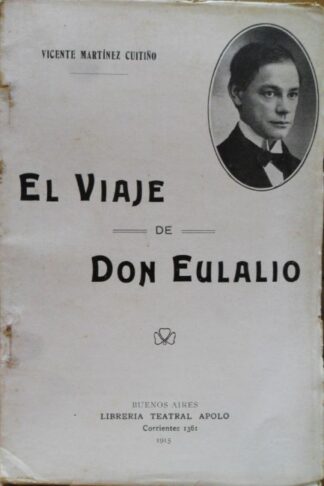 VICENTE MARTÍNEZ CUITIÑO
EL VIAJE
DE
DON EULALIO
BUENOS AIRES
LIBRERIA TEATRAL APOLO
Corrientes 1361
1915